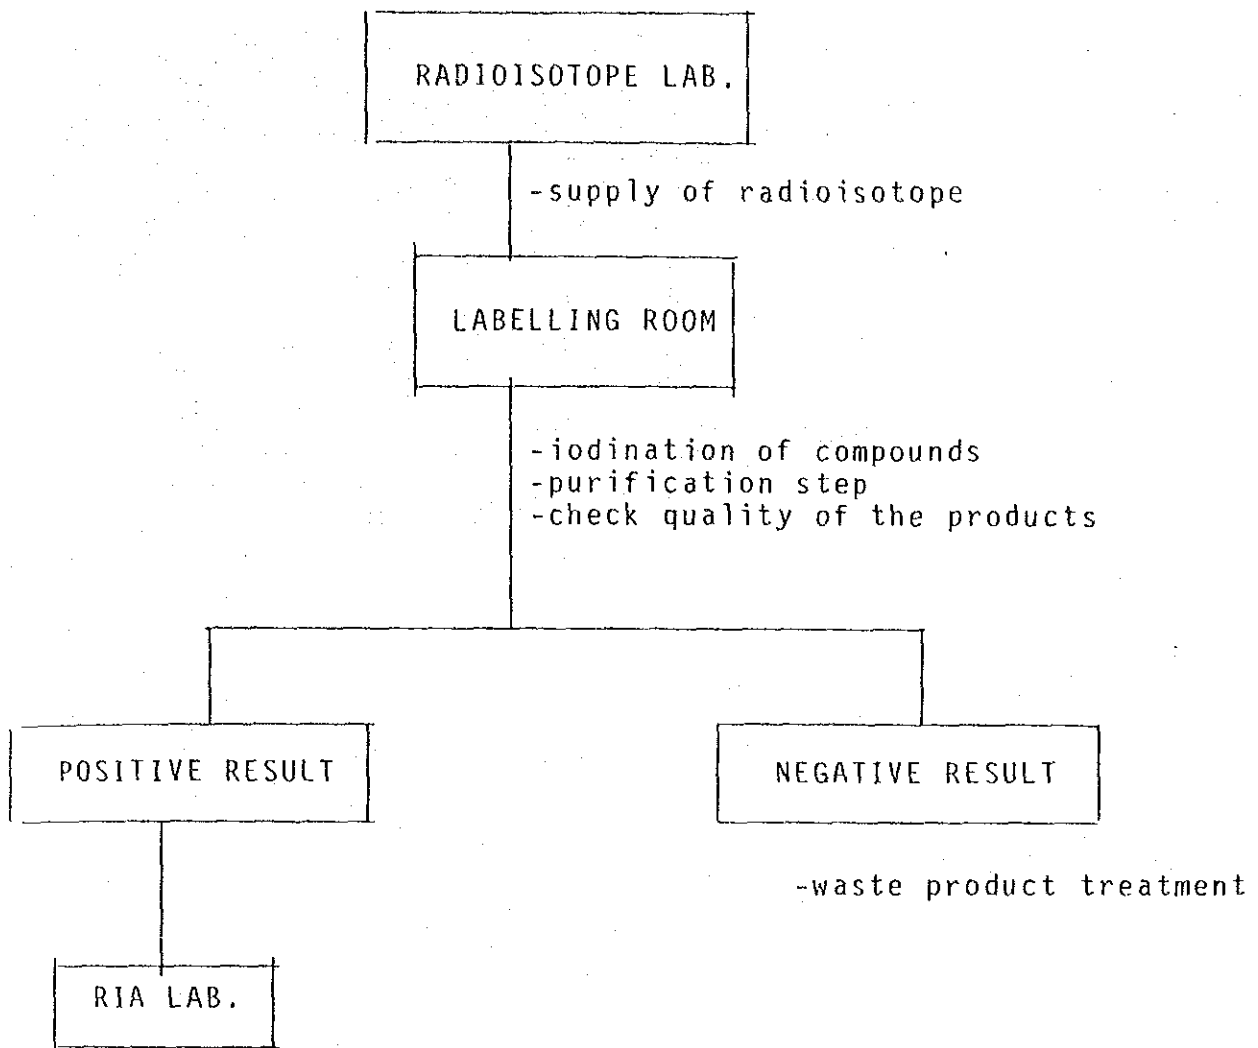 RADIOISOTOPE LAB.
-supply of radioisotope
LABELLING ROOM
-iodination of compounds
-purification step
-check quality of the products
POSITIVE RESULT
NEGATIVE RESULT
-waste product treatment
RIA LAB.